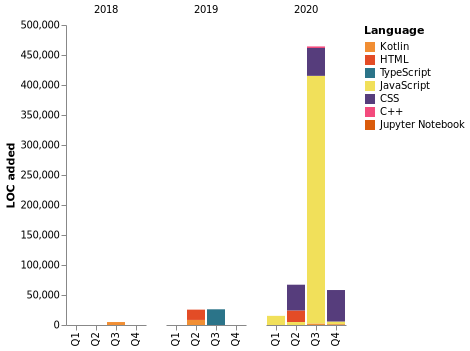 2018 2019 2020
500,000
450,000
400,000
350,000
300,000
250,000
200,000
150,000
100,000
50,000
0
LOC added
Q1 Q2 Q3 Q4 Q1 Q2 Q3 Q4 Q1 Q2 Q3 Q4
Language
Kotlin
HTML
TypeScript
JavaScript
CSS
C++
Jupyter Notebook